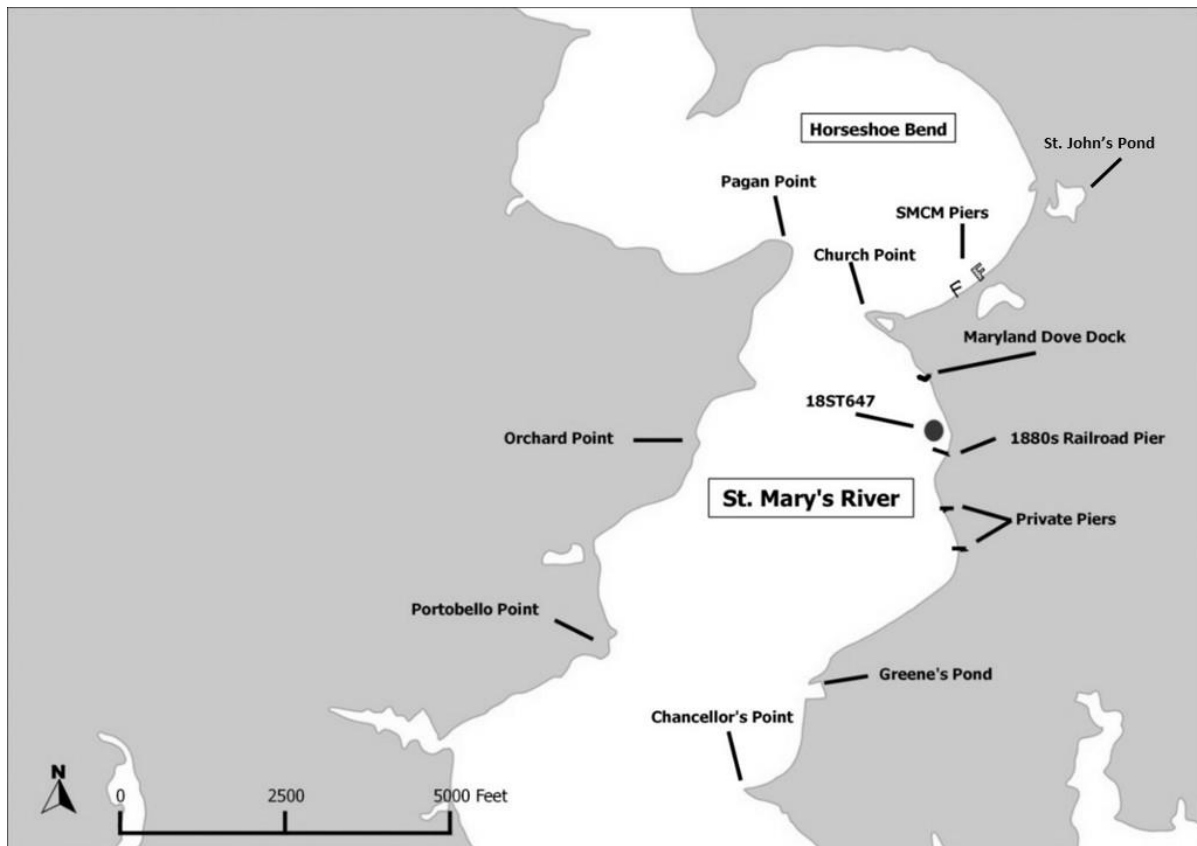 Horseshoe Bend
St. John’s Pond
Pagan Point
SMCM Piers
Church Point
Maryland Dove Dock
18ST647
Orchard Point
1880s Railroad Pier
St. Mary's River
Private Piers
Portobello Point
Greene's Pond
Chancellor's Point
N
0 2500 5000 Feet